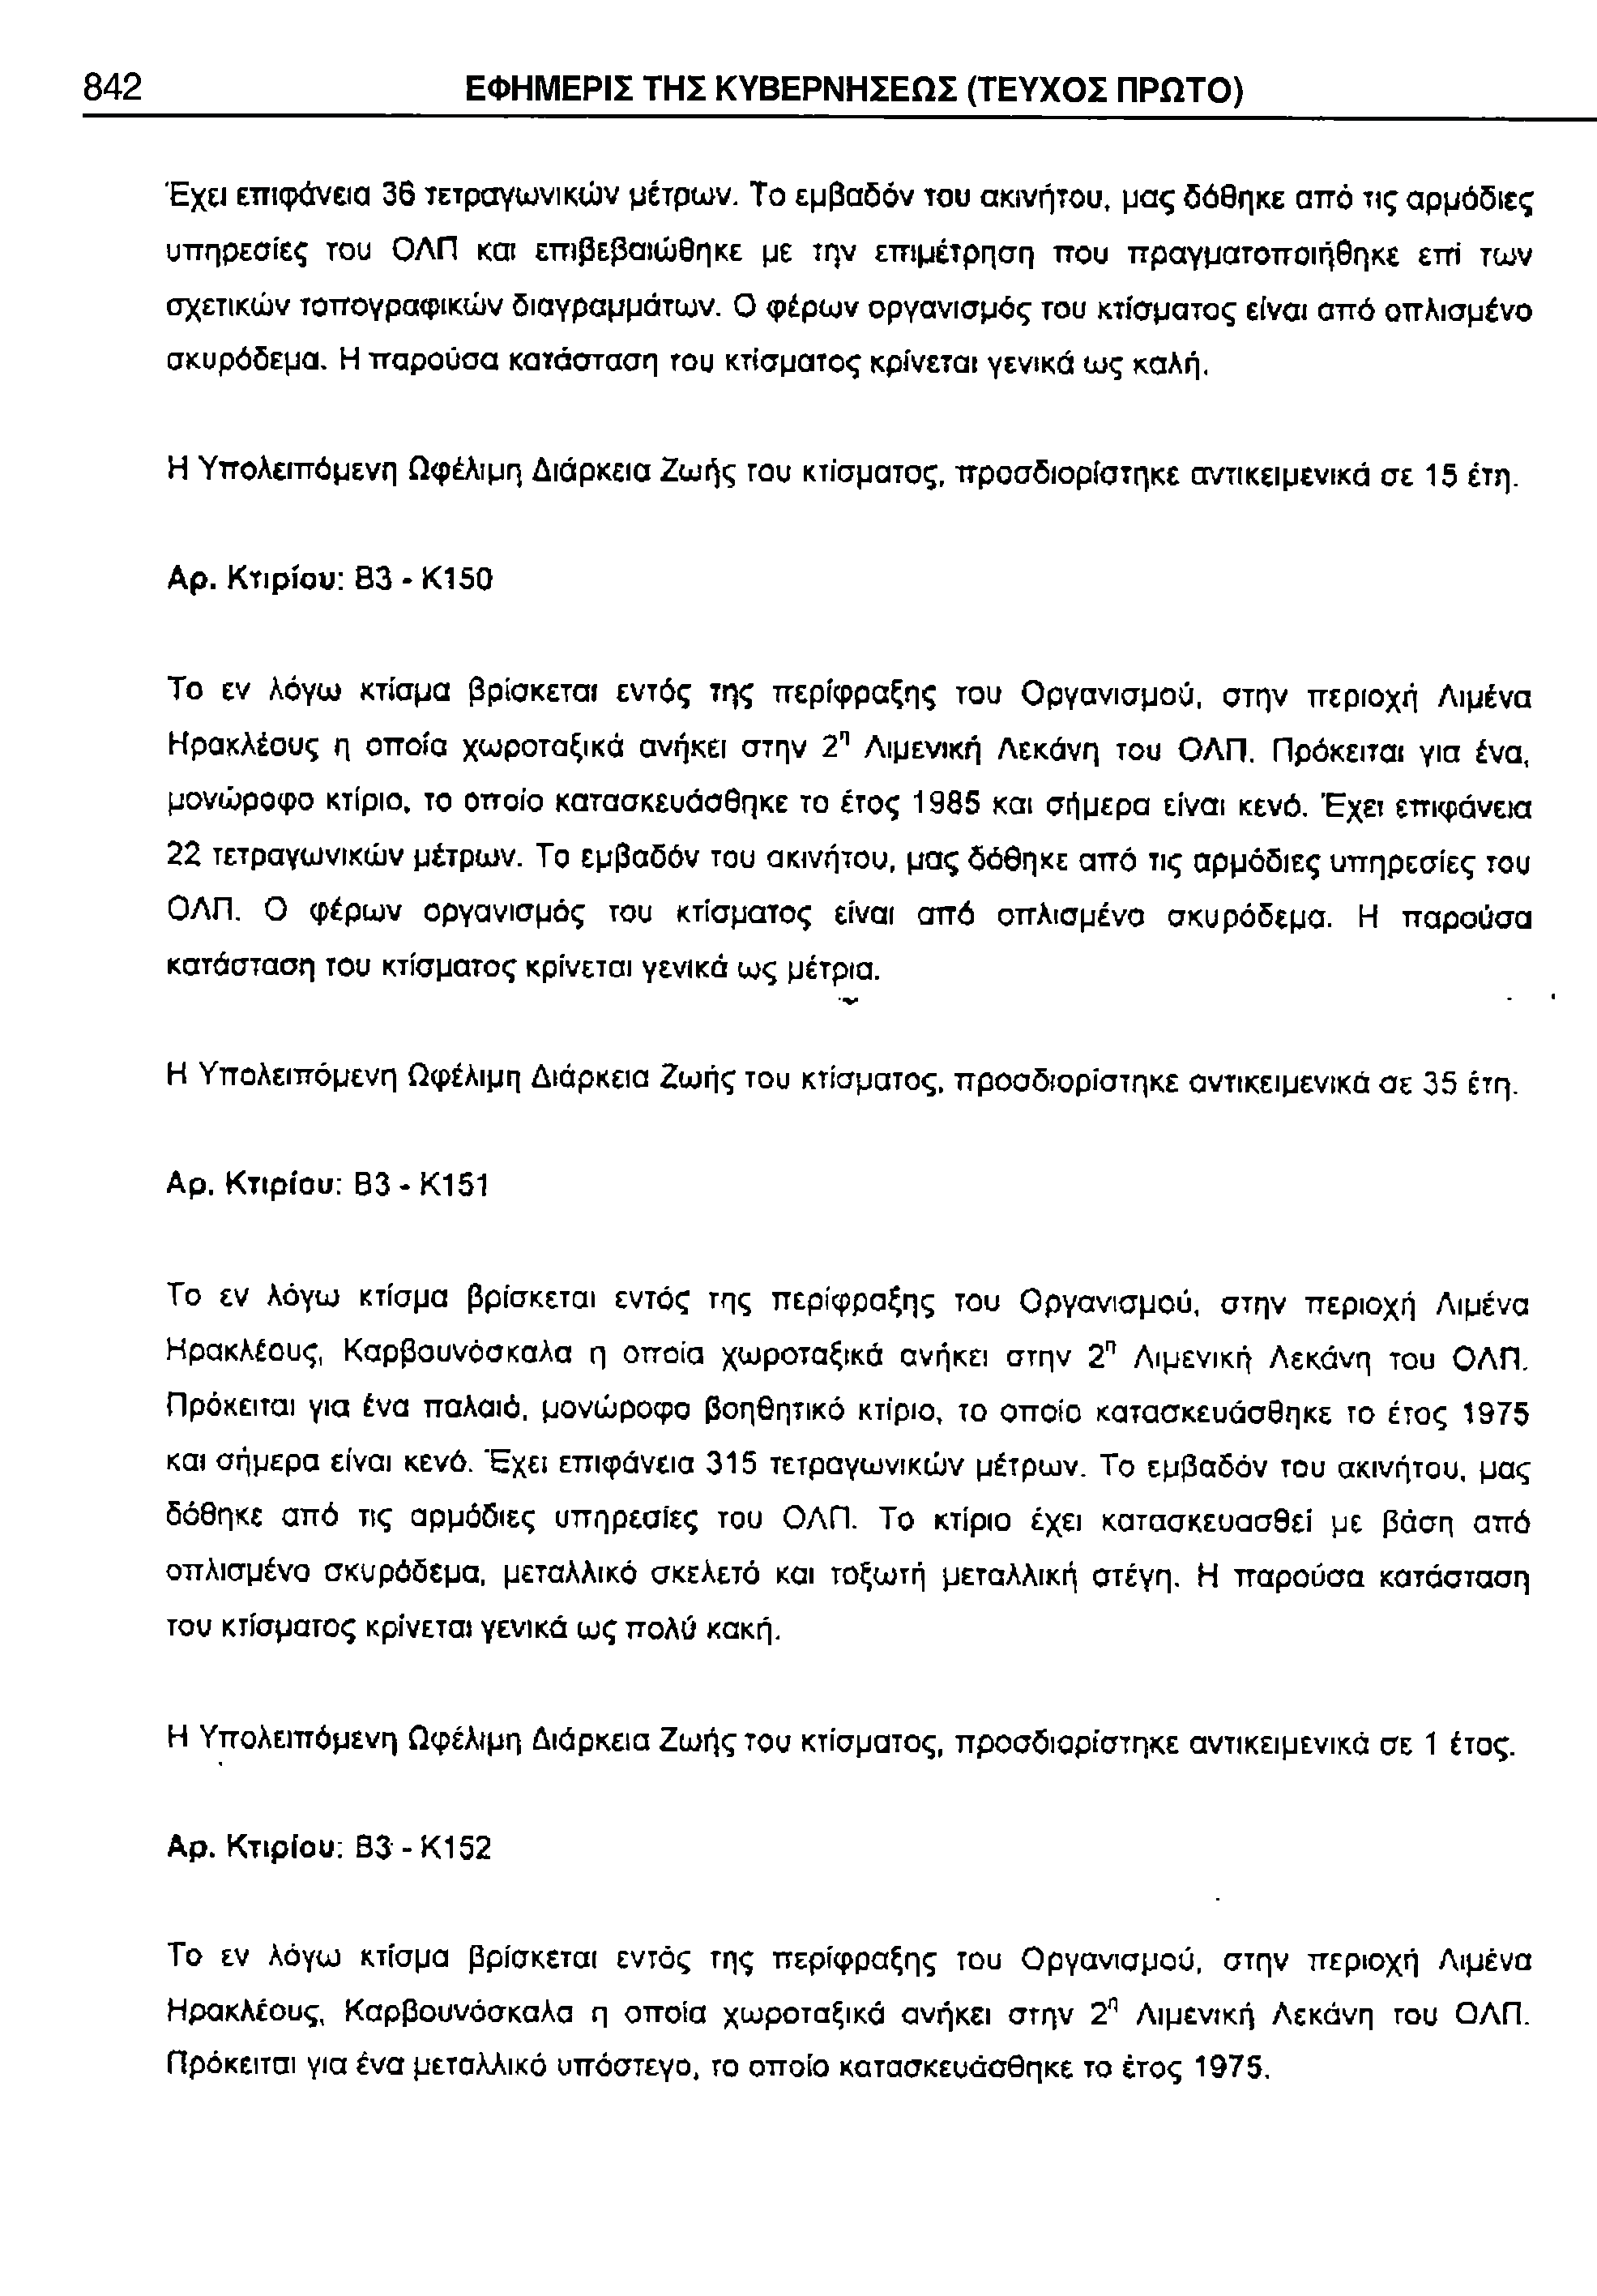 842 ΕΦΗΜΕΡΙΣ ΤΗΣ ΚΥΒΕΡΝΗΣΕΩΣ (ΤΕΥΧΟΣ ΠΡΩΤΟ)
Έχει επιφάνεια 36 τετραγωνικών μέτρων. Το εμβαδόν του ακινήτου, μας δόθηκε από τις αρμόδιες
υπηρεσίες του ΟΛΠ και επιβεβαιώθηκε με την επιμέτρηση που πραγματοποιήθηκε επί των
σχετικών τοπογραφικών διαγραμμάτων. Ο φέρων οργανισμός του κτίσματος είναι από οπλισμένο
σκυρόδεμα. Η παρούσα κατάσταση του κτίσματος κρίνεται γενικά ως καλή.
Η Υπολειπόμενη Ωφέλιμη Διάρκεια Ζωής του κτίσματος, προσδιορίστηκε αντικειμενικά σε 15 έτη.
Αρ. Κτιρίου: Β3 - Κ150
Το εν λόγω κτίσμα βρίσκεται εντός της περίφραξης του Οργανισμού, στην περιοχή Λιμένα
Ηρακλέους η οποία χωροταξικά ανήκει στην 2η Λιμενική Λεκάνη του ΟΛΠ. Πρόκειται για ένα,
μονώροφο κτίριο, το οποίο κατασκευάσθηκε το έτος 1985 και σήμερα είναι κενό. Έχει επιφάνεια
22 τετραγωνικών μέτρων. Το εμβαδόν του ακινήτου, μας δόθηκε από τις αρμόδιες υπηρεσίες του
ΟΛΠ. Ο φέρων οργανισμός του κτίσματος είναι από οπλισμένο σκυρόδεμα. Η παρούσα
κατάσταση του κτίσματος κρίνεται γενικά ως μέτρια.
Η Υπολειπόμενη Ωφέλιμη Διάρκεια Ζωής του κτίσματος, προσδιορίστηκε αντικειμενικά σε 35 έτη.
Αρ. Κτιρίου: Β3 - Κ151
Το εν λόγω κτίσμα βρίσκεται εντός της περίφραξης του Οργανισμού, στην περιοχή Λιμένα
Ηρακλέους, Καρβουνόσκαλα η οποία χωροταξικά ανήκει στην 2η Λιμενική Λεκάνη του ΟΛΠ.
Πρόκειται για ένα παλαιό, μονώροφο βοηθητικό κτίριο, το οποίο κατασκευάσθηκε το έτος 1975
και σήμερα είναι κενό. Έχει επιφάνεια 315 τετραγωνικών μέτρων. Το εμβαδόν του ακινήτου, μας
δόθηκε από τις αρμόδιες υπηρεσίες του ΟΛΠ. Το κτίριο έχει κατασκευασθεί με βάση από
οπλισμένο σκυρόδεμα, μεταλλικό σκελετό και τοξωτή μεταλλική στέγη. Η παρούσα κατάσταση
του κτίσματος κρίνεται γενικά ως πολύ κακή.
Η Υπολειπόμενη Ωφέλιμη Διάρκεια Ζωής του κτίσματος, προσδιορίστηκε αντικειμενικά σε 1 έτος.
Αρ. Κτιρίου: Β3 - Κ152
Το εν λόγω κτίσμα βρίσκεται εντός της περίφραξης του Οργανισμού, στην περιοχή Λιμένα
Ηρακλέους, Καρβουνόσκαλα η οποία χωροταξικά ανήκει στην 2η Λιμενική Λεκάνη του ΟΛΠ.
Πρόκειται για ένα μεταλλικό υπόστεγο, το οποίο κατασκευάσθηκε το έτος 1975.